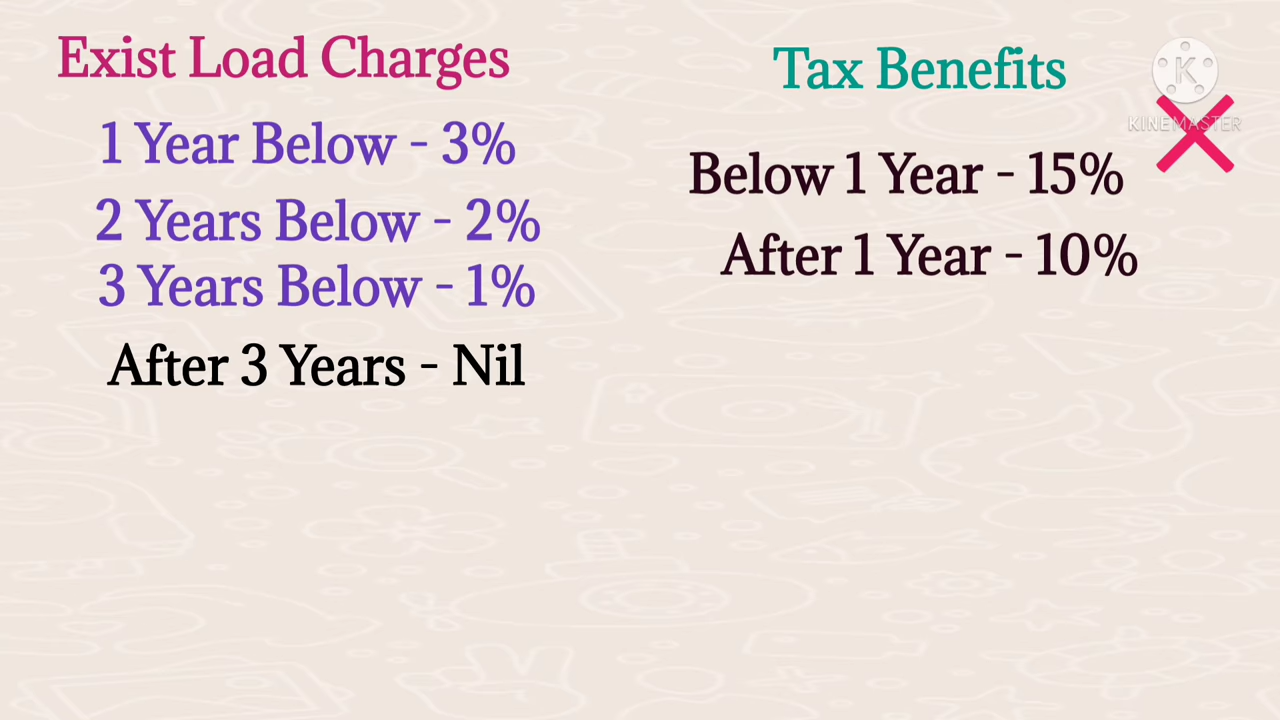 Exist Load Charges
1 Year Below - 3%
2 Years Below - 2%
3 Years Below - 1%
After 3 Years - Nil
Tax Benefits
K
KINEMASTER
Below 1 Year - 15%
After 1 Year - 10%